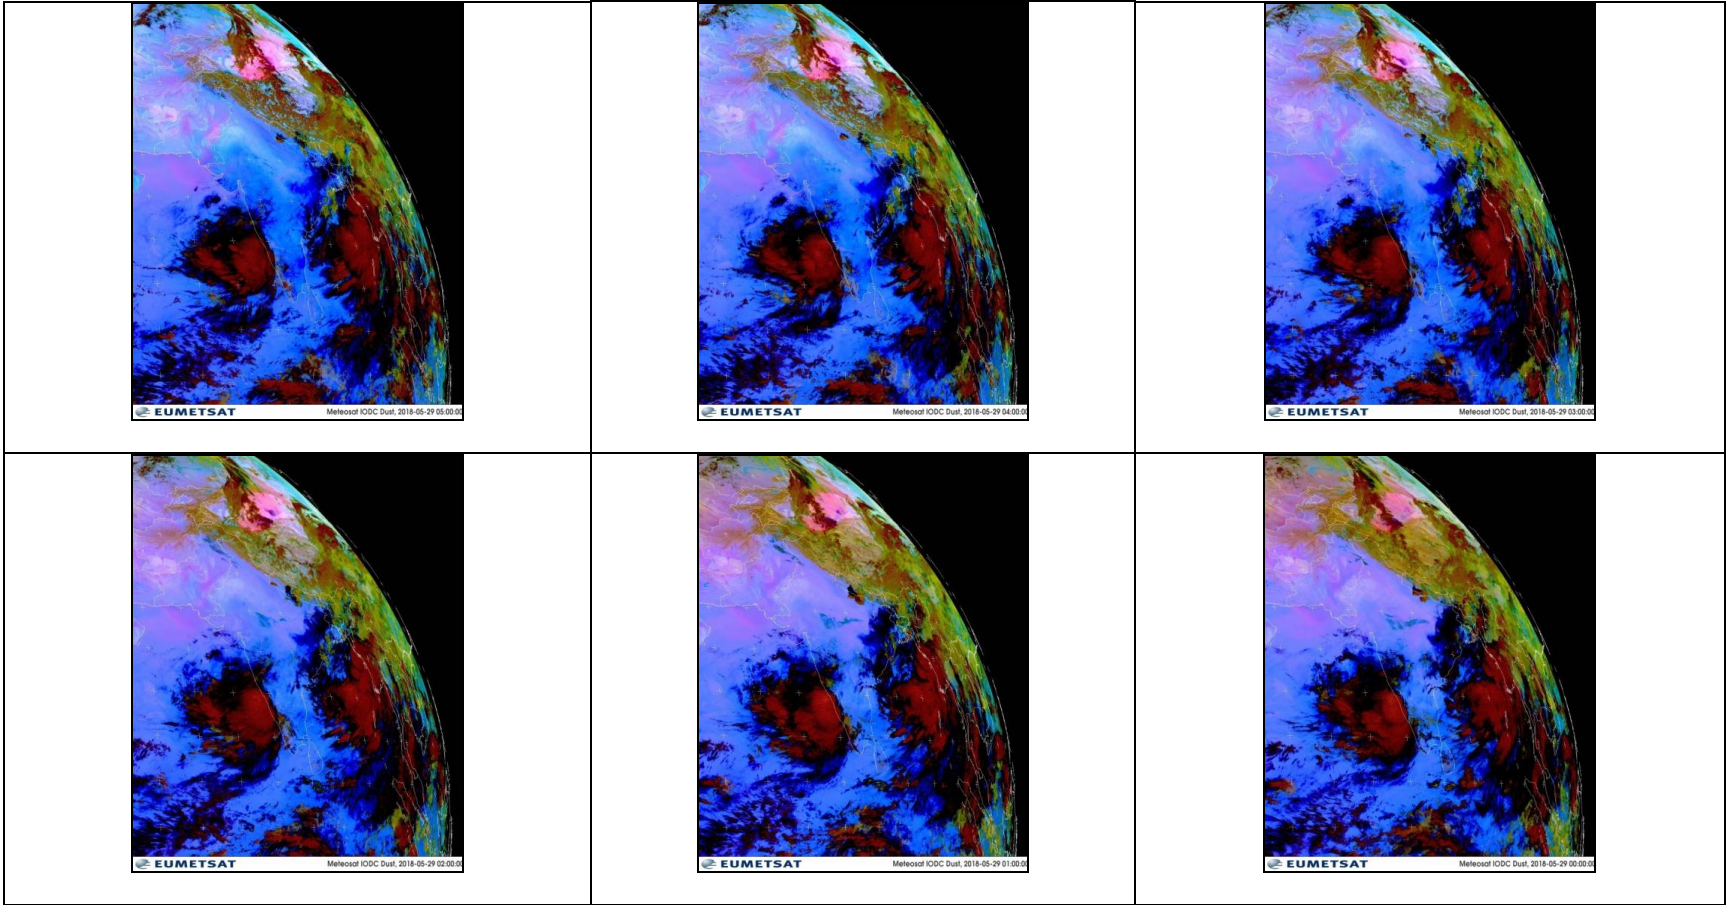 EUMETSAT Meteosat IODC Dust, 2018-05-29 05:00:00
EUMETSAT Meteosat IODC Dust, 2018-05-29 04:00:00
EUMETSAT Meteosat IODC Dust, 2018-05-29 03:00:00
EUMETSAT Meteosat IODC Dust, 2018-05-29 02:00:00
EUMETSAT Meteosat IODC Dust, 2018-05-29 01:00:00
EUMETSAT Meteosat IODC Dust, 2018-05-29 00:00:00